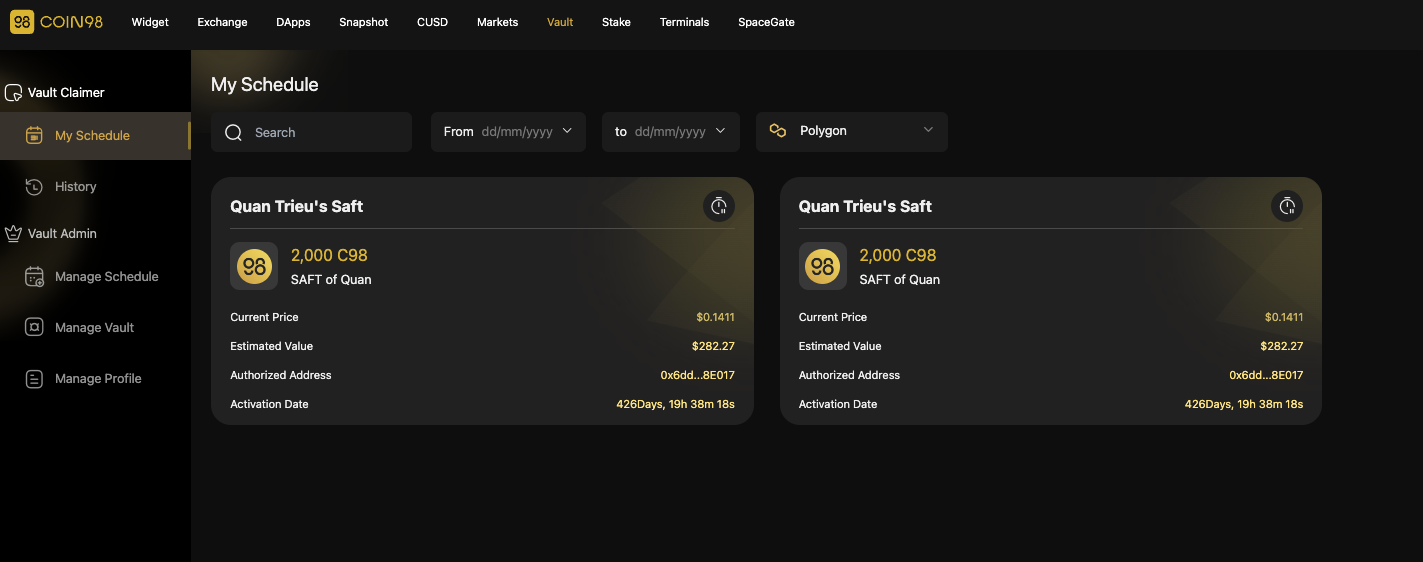 98 COIN98 Widget Exchange DApps Snapshot CUSD Markets Vault Stake Terminals SpaceGate
Vault Claimer
My Schedule
History
Vault Admin
Manage Schedule
Manage Vault
Manage Profile
My Schedule
Search From dd/mm/yyyy to dd/mm/yyyy Polygon
Quan Trieu's Saft
98
2,000 C98
SAFT of Quan
Current Price $0.1411
Estimated Value $282.27
Authorized Address 0x6dd...8E017
Activation Date 426Days, 19h 38m 18s
Quan Trieu's Saft
98
2,000 C98
SAFT of Quan
Current Price $0.1411
Estimated Value $282.27
Authorized Address 0x6dd...8E017
Activation Date 426Days, 19h 38m 18s